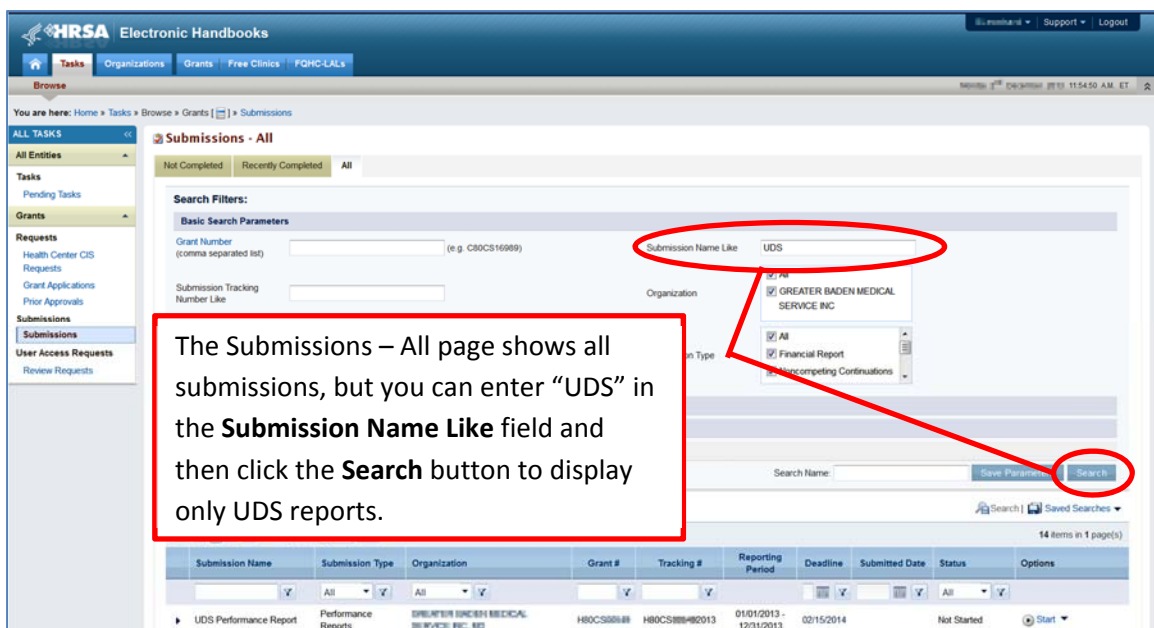 HRSA Electronic Handbooks
Support Logout
Tasks Organizations Grants Free Clinics FQHC-LALs
Browse
11:54:50 A.M. ET
You are here: Home » Tasks » Browse » Grants [ ] » Submissions
ALL TASKS «
All Entities
Tasks
Pending Tasks
Grants
Requests
Health Center CIS
Requests
Grant Applications
Prior Approvals
Submissions
Submissions
User Access Requests
Review Requests
Submissions - All
Not Completed Recently Completed All
Search Filters:
Basic Search Parameters
Grant Number
(comma separated list)
(e.g. C80CS16989)
Submission Name Like UDS
Submission Tracking
Number Like
Organization
All
GREATER BADEN MEDICAL
SERVICE INC
on Type
All
Financial Report
Noncompeting Continuations
The Submissions – All page shows all
submissions, but you can enter “UDS” in
the Submission Name Like field and
then click the Search button to display
only UDS reports.
Search Name: Save Parameters Search
Search | Saved Searches
14 items in 1 page(s)
Submission Name Submission Type Organization Grant # Tracking # Reporting Period Deadline Submitted Date Status Options
All All All
UDS Performance Report
Performance
Reports
01/01/2013 -
12/31/2013
02/15/2014
Not Started
Start